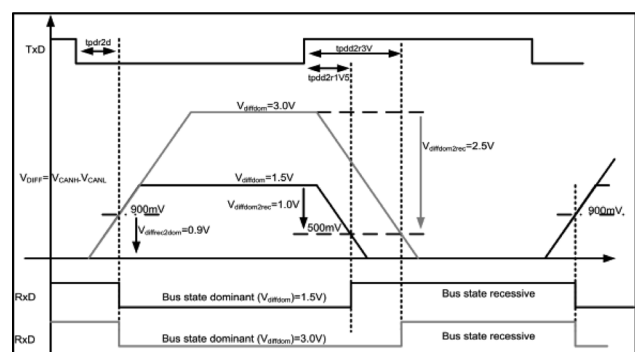 TxD
tpdr2d
tpdd2r3V
tpdd2r1V5
Vdiffdom=3.0V
Vdiffdom2rec=2.5V
VDIFF=VCANH-VCANL
Vdiffdom=1.5V
900mV
Vdiffdom2rec=1.0V
900mV
Vdiffrec2dom=0.9V
500mV
RxD
Bus state dominant (Vdiffdom)=1.5V)
Bus state recessive
RxD
Bus state dominant (Vdiffdom)=3.0V)
Bus state recessive